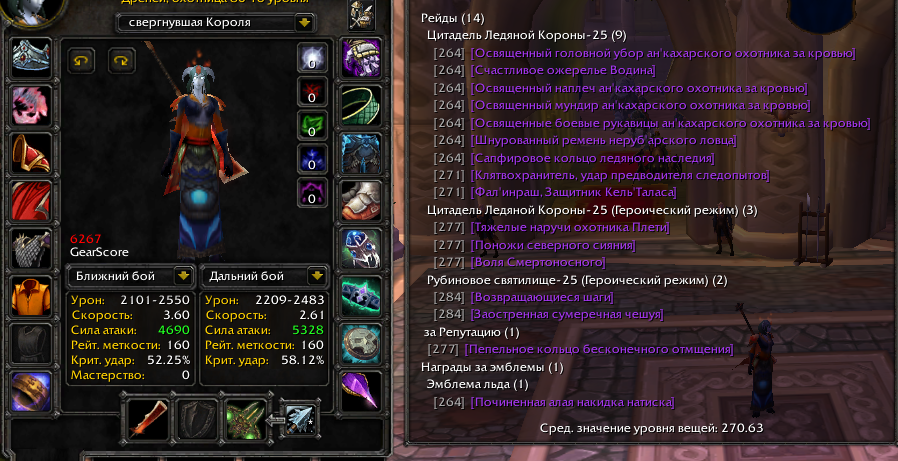 свергнувшая Короля
0
0
0
0
0
6267
GearScore
Ближний бой
Дальний бой
Урон: 2101-2550
Скорость: 3.60
Сила атаки: 4690
Рейт. меткости: 160
Крит. удар: 52.25%
Мастерство: 0
Урон: 2209-2483
Скорость: 2.61
Сила атаки: 5328
Рейт. меткости: 160
Крит. удар: 58.12%
Рейды (14)
Цитадель Ледяной Короны-25 (9)
[264] [Освященный головной убор ан'кахарского охотника за кровью]
[264] [Счастливое ожерелье Водина]
[264] [Освященный наплеч ан'кахарского охотника за кровью]
[264] [Освященный мундир ан'кахарского охотника за кровью]
[264] [Освященные боевые рукавицы ан'кахарского охотника за кровью]
[264] [Шнурованный ремень неруб'арского ловца]
[264] [Сапфировое кольцо ледяного наследия]
[271] [Клятвохранитель, удар предводителя следопытов]
[271] [Фал'инраш, Защитник Кель'Таласа]
Цитадель Ледяной Короны-25 (Героический режим) (3)
[277] [Тяжелые наручи охотника Плети]
[277] [Поножи северного сияния]
[277] [Воля Смертоносного]
Рубиновое святилище-25 (Героический режим) (2)
[284] [Возвращающиеся шаги]
[284] [Заостренная сумеречная чешуя]
за Репутацию (1)
[277] [Пепельное кольцо бесконечного отмщения]
Награды за эмблемы (1)
Эмблема льда (1)
[264] [Починенная алая накидка натиска]
Сред. значение уровня вещей: 270.63